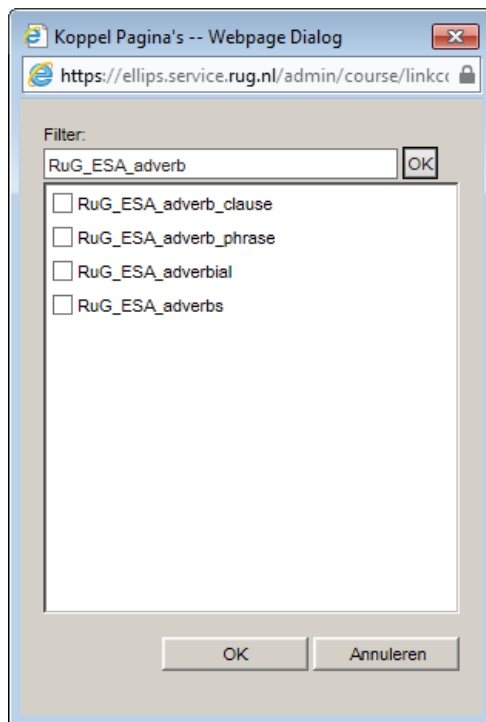 Koppel Pagina's -- Webpage Dialog
https://ellips.service.rug.nl/admin/course/linkc
Filter:
RuG_ESA_adverb OK
RuG_ESA_adverb_clause
RuG_ESA_adverb_phrase
RuG_ESA_adverbial
RuG_ESA_adverbs
OK Annuleren